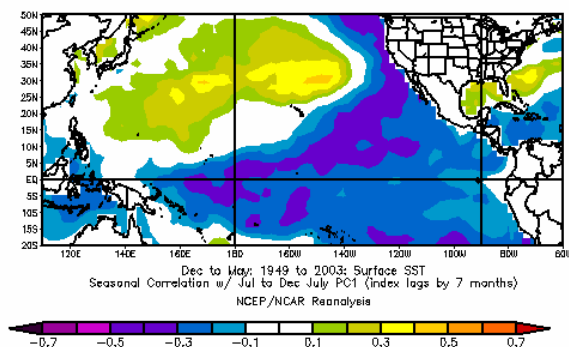 50N
45N
40N
35N
30N
25N
20N
15N
10N
5N
EQ
5S
10S
15S
20S
120E 140E 160E 180 160W 140W 120W 100W 80W 60W
Dec to May: 1949 to 2003: Surface SST
Seasonal Correlation w/ Jul to Dec July PC1 (index lags by 7 months)
NCEP/NCAR Reanalysis
-0.7 -0.5 -0.3 -0.1 0.1 0.3 0.5 0.7